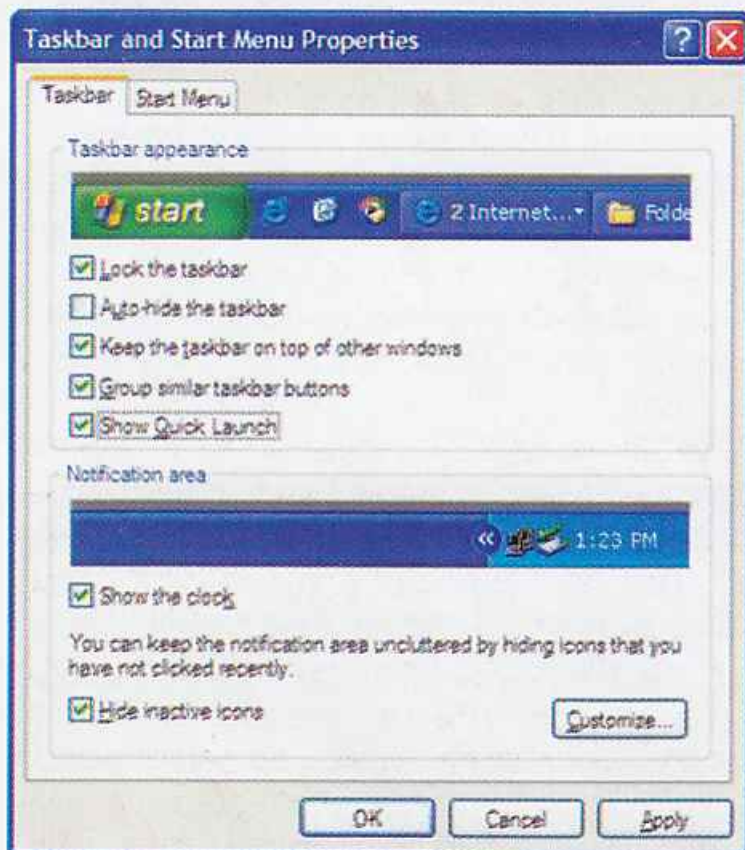 Taskbar and Start Menu Properties
Taskbar
Start Menu
Taskbar appearance
start
2 Internet...
Folde
Lock the taskbar
Auto-hide the taskbar
Keep the taskbar on top of other windows
Group similar taskbar buttons
Show Quick Launch
Notification area
1:23 PM
Show the clock
You can keep the notification area uncluttered by hiding icons that you
have not clicked recently.
Hide inactive icons
Customize...
OK
Cancel
Apply